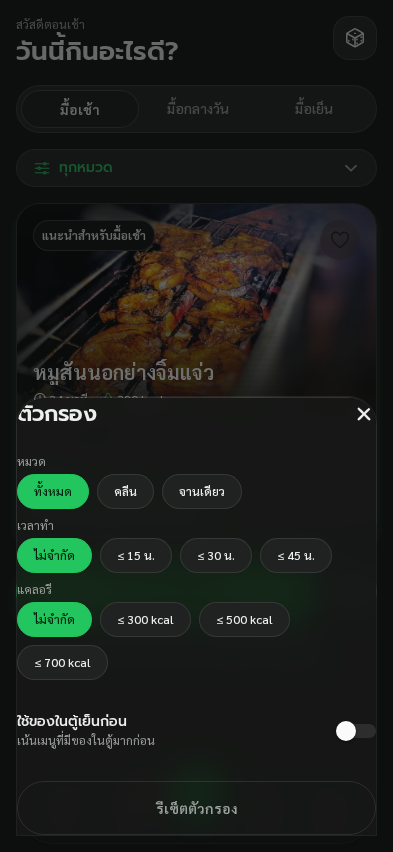 สวัสดีตอนเช้า
วันนี้กินอะไรดี?
มื้อเช้า
มื้อกลางวัน
มื้อเย็น
ทุกหมวด
แนะนำสำหรับมื้อเช้า
หมูสันนอกย่างจิ้มแจ่ว
ตัวกรอง
หมวด
ทั้งหมด
คลีน
จานเดียว
เวลาทำ
ไม่จำกัด
≤ 15 น.
≤ 30 น.
≤ 45 น.
แคลอรี
ไม่จำกัด
≤ 300 kcal
≤ 500 kcal
≤ 700 kcal
ใช้ของในตู้เย็นก่อน
เน้นเมนูที่มีของในตู้มากก่อน
รีเซ็ตตัวกรอง